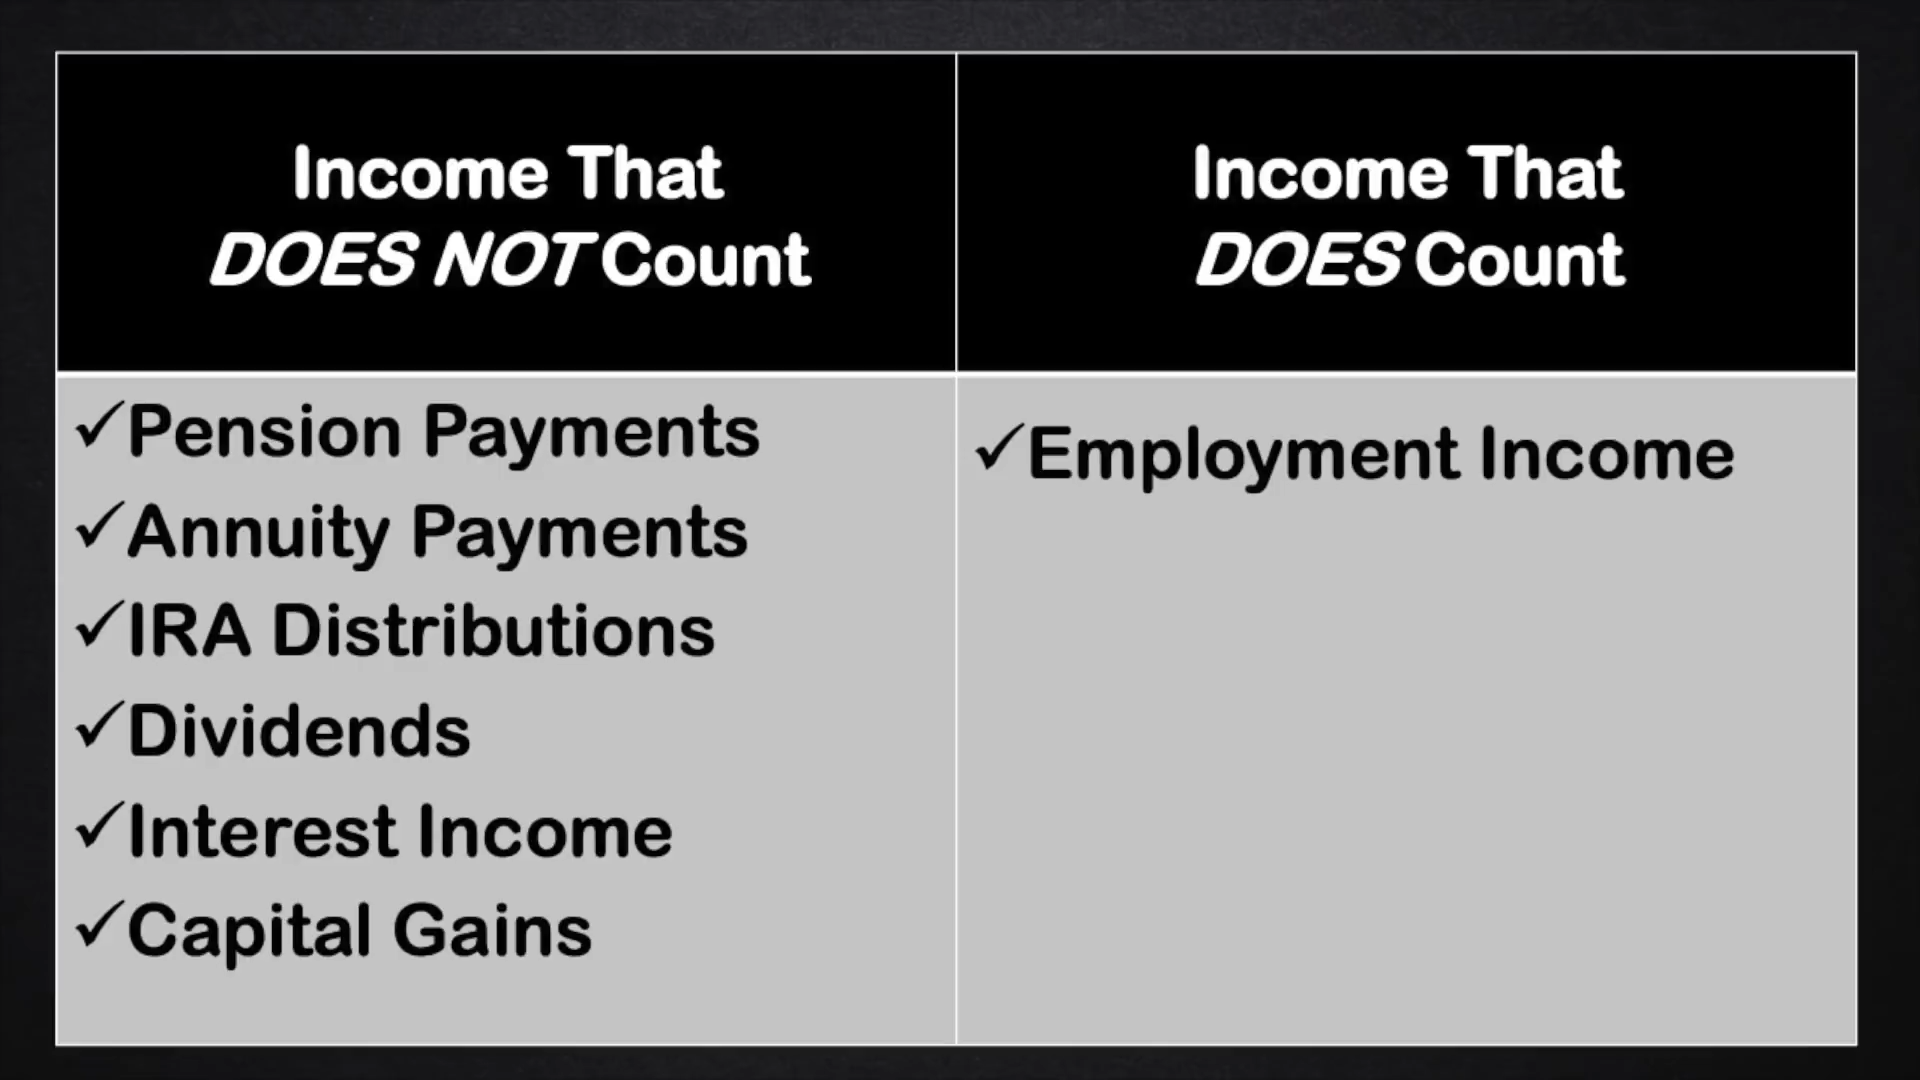 Income That
DOES NOT Count
Income That
DOES Count
✓Pension Payments
✓Annuity Payments
✓IRA Distributions
✓Dividends
✓Interest Income
✓Capital Gains
✓Employment Income